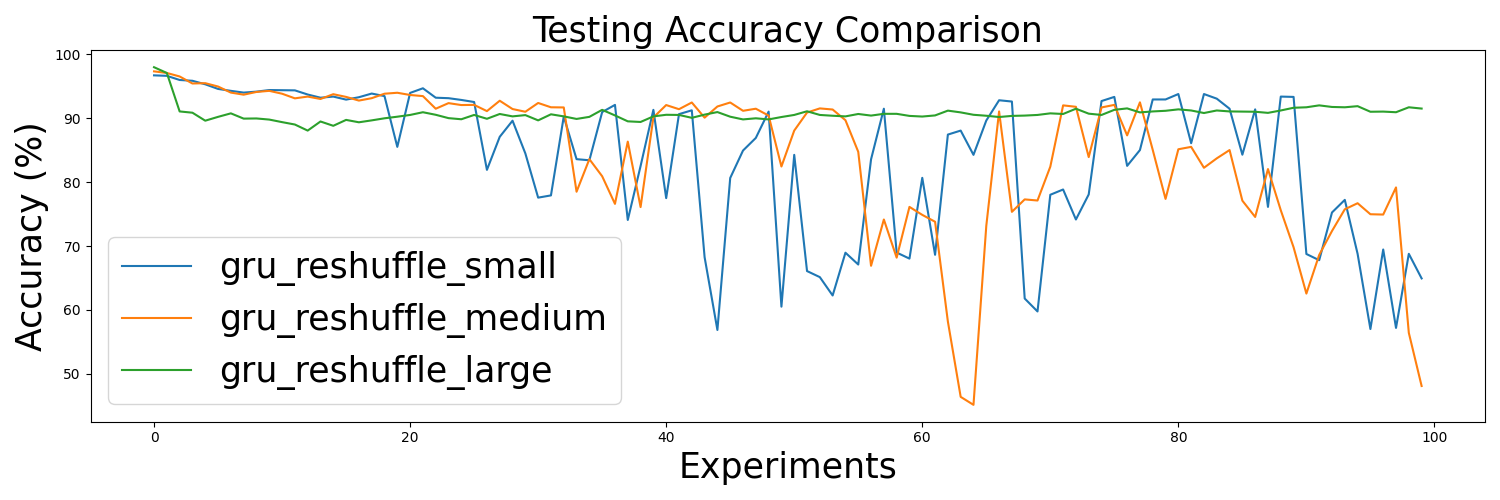 Testing Accuracy Comparison
Accuracy (%)
100
90
80
70
60
50
gru_reshuffle_small
gru_reshuffle_medium
gru_reshuffle_large
0 20 40 60 80 100
Experiments